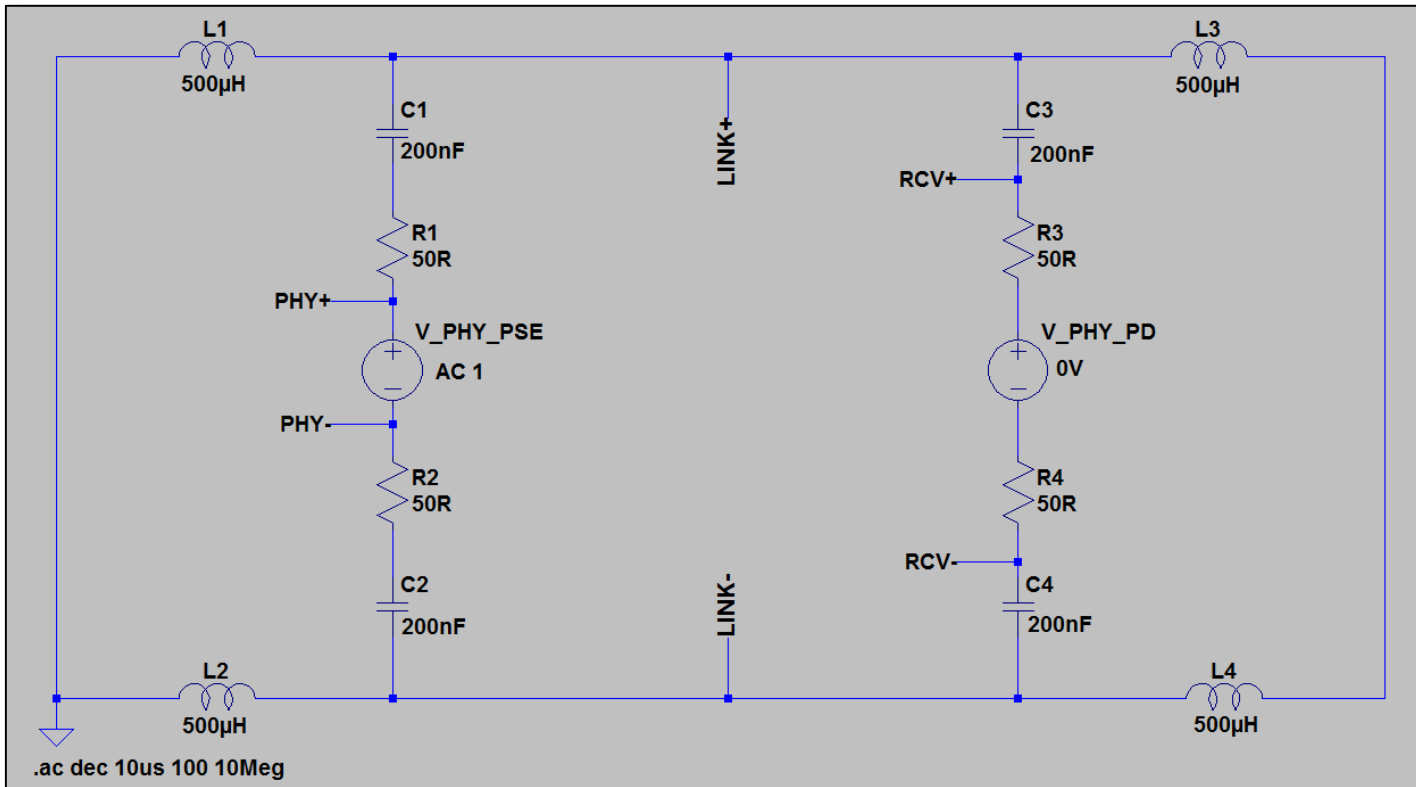 L1
500µH
L3
500µH
C1
200nF
LINK+
C3
200nF
RCV+
R1
50R
R3
50R
PHY+
V_PHY_PSE
AC 1
V_PHY_PD
0V
PHY-
R2
50R
R4
50R
RCV-
C2
200nF
LINK-
C4
200nF
L2
500µH
L4
500µH
.ac dec 10us 100 10Meg